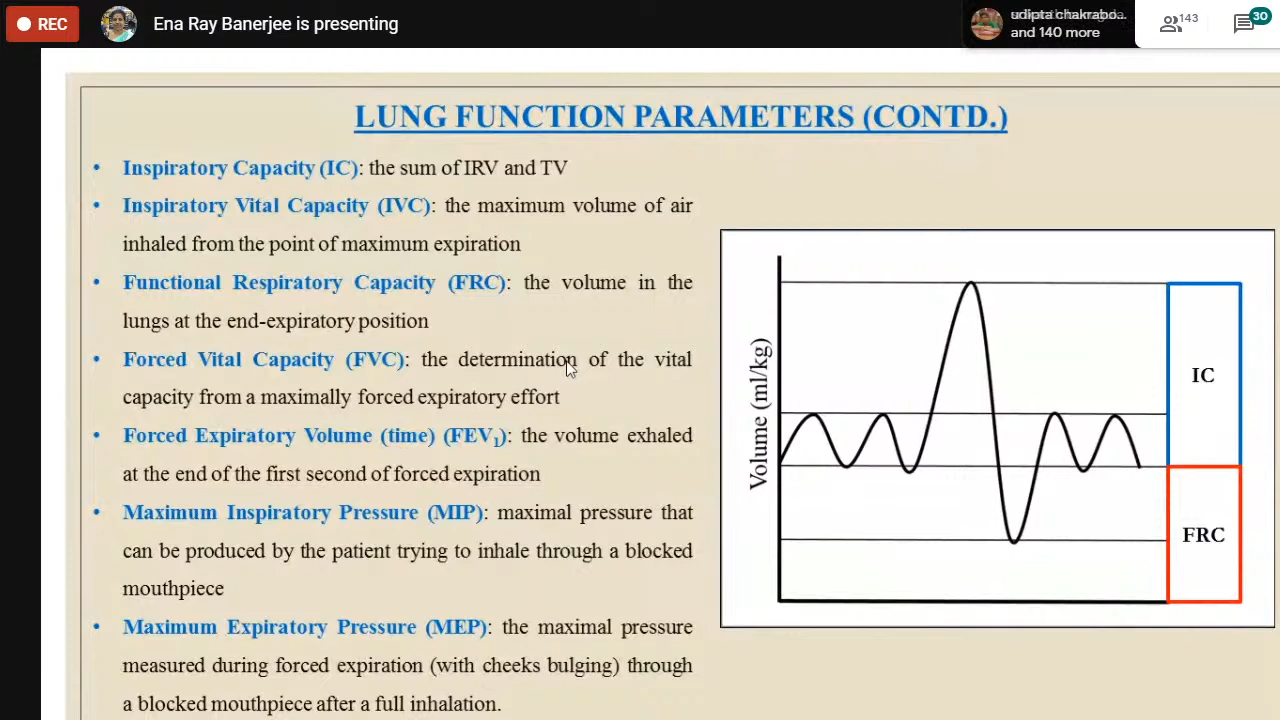 REC
Ena Ray Banerjee is presenting
udipta chakrabo...
and 140 more
143
30
LUNG FUNCTION PARAMETERS (CONTD.)
• Inspiratory Capacity (IC): the sum of IRV and TV
• Inspiratory Vital Capacity (IVC): the maximum volume of air
inhaled from the point of maximum expiration
• Functional Respiratory Capacity (FRC): the volume in the
lungs at the end-expiratory position
• Forced Vital Capacity (FVC): the determination of the vital
capacity from a maximally forced expiratory effort
• Forced Expiratory Volume (time) (FEV₁): the volume exhaled
at the end of the first second of forced expiration
• Maximum Inspiratory Pressure (MIP): maximal pressure that
can be produced by the patient trying to inhale through a blocked
mouthpiece
• Maximum Expiratory Pressure (MEP): the maximal pressure
measured during forced expiration (with cheeks bulging) through
a blocked mouthpiece after a full inhalation.
Volume (ml/kg)
IC
FRC